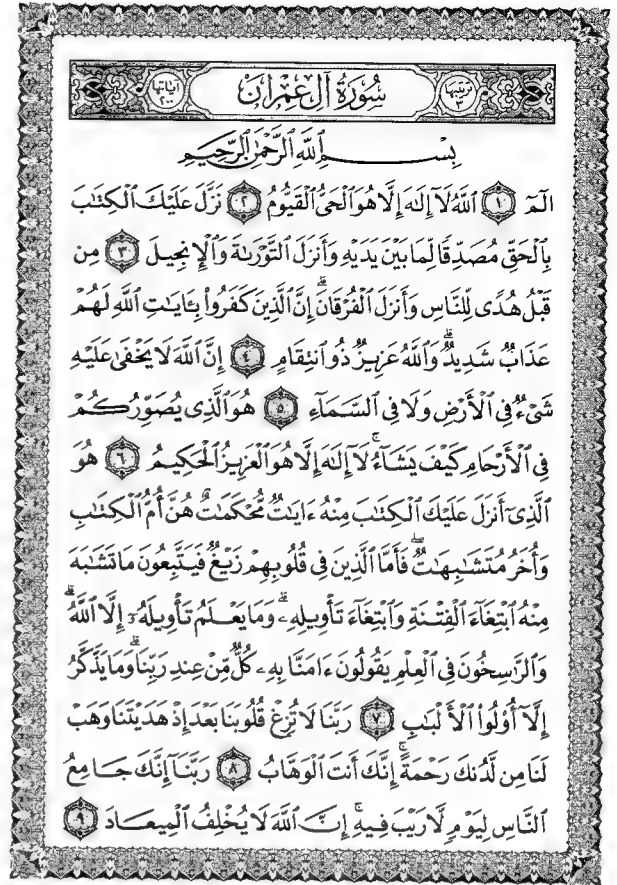 ترتيبها ٣ سُورَةُ آلِ عِمْرَانَ آياتها ٢٠٠
بِسْمِ ٱللَّهِ ٱلرَّحْمَٰنِ ٱلرَّحِيمِ
الٓمٓ ١ ٱللَّهُ لَآ إِلَٰهَ إِلَّا هُوَ ٱلْحَىُّ ٱلْقَيُّومُ ٢ نَزَّلَ عَلَيْكَ ٱلْكِتَٰبَ
بِٱلْحَقِّ مُصَدِّقًا لِّمَا بَيْنَ يَدَيْهِ وَأَنزَلَ ٱلتَّوْرَىٰةَ وَٱلْإِنجِيلَ ٣ مِن
قَبْلُ هُدًى لِّلنَّاسِ وَأَنزَلَ ٱلْفُرْقَانَ ۗ إِنَّ ٱلَّذِينَ كَفَرُوا۟ بِـَٔايَٰتِ ٱللَّهِ لَهُمْ
عَذَابٌ شَدِيدٌ ۗ وَٱللَّهُ عَزِيزٌ ذُو ٱنتِقَامٍ ٤ إِنَّ ٱللَّهَ لَا يَخْفَىٰ عَلَيْهِ
شَىْءٌ فِى ٱلْأَرْضِ وَلَا فِى ٱلسَّمَآءِ ٥ هُوَ ٱلَّذِى يُصَوِّرُكُمْ
فِى ٱلْأَرْحَامِ كَيْفَ يَشَآءُ ۚ لَآ إِلَٰهَ إِلَّا هُوَ ٱلْعَزِيزُ ٱلْحَكِيمُ ٦ هُوَ
ٱلَّذِىٓ أَنزَلَ عَلَيْكَ ٱلْكِتَٰبَ مِنْهُ ءَايَٰتٌ مُّحْكَمَٰتٌ هُنَّ أُمُّ ٱلْكِتَٰبِ
وَأُخَرُ مُتَشَٰبِهَٰتٌ ۖ فَأَمَّا ٱلَّذِينَ فِى قُلُوبِهِمْ زَيْغٌ فَيَتَّبِعُونَ مَا تَشَٰبَهَ
مِنْهُ ٱبْتِغَآءَ ٱلْفِتْنَةِ وَٱبْتِغَآءَ تَأْوِيلِهِۦ ۗ وَمَا يَعْلَمُ تَأْوِيلَهُۥٓ إِلَّا ٱللَّهُ ۗ
وَٱلرَّٰسِخُونَ فِى ٱلْعِلْمِ يَقُولُونَ ءَامَنَّا بِهِۦ كُلٌّ مِّنْ عِندِ رَبِّنَا ۗ وَمَا يَذَّكَّرُ
إِلَّآ أُو۟لُوا۟ ٱلْأَلْبَٰبِ ٧ رَبَّنَا لَا تُزِغْ قُلُوبَنَا بَعْدَ إِذْ هَدَيْتَنَا وَهَبْ
لَنَا مِن لَّدُنكَ رَحْمَةً ۚ إِنَّكَ أَنتَ ٱلْوَهَّابُ ٨ رَبَّنَآ إِنَّكَ جَامِعُ
ٱلنَّاسِ لِيَوْمٍ لَّا رَيْبَ فِيهِ ۚ إِنَّ ٱللَّهَ لَا يُخْلِفُ ٱلْمِيعَادَ ٩